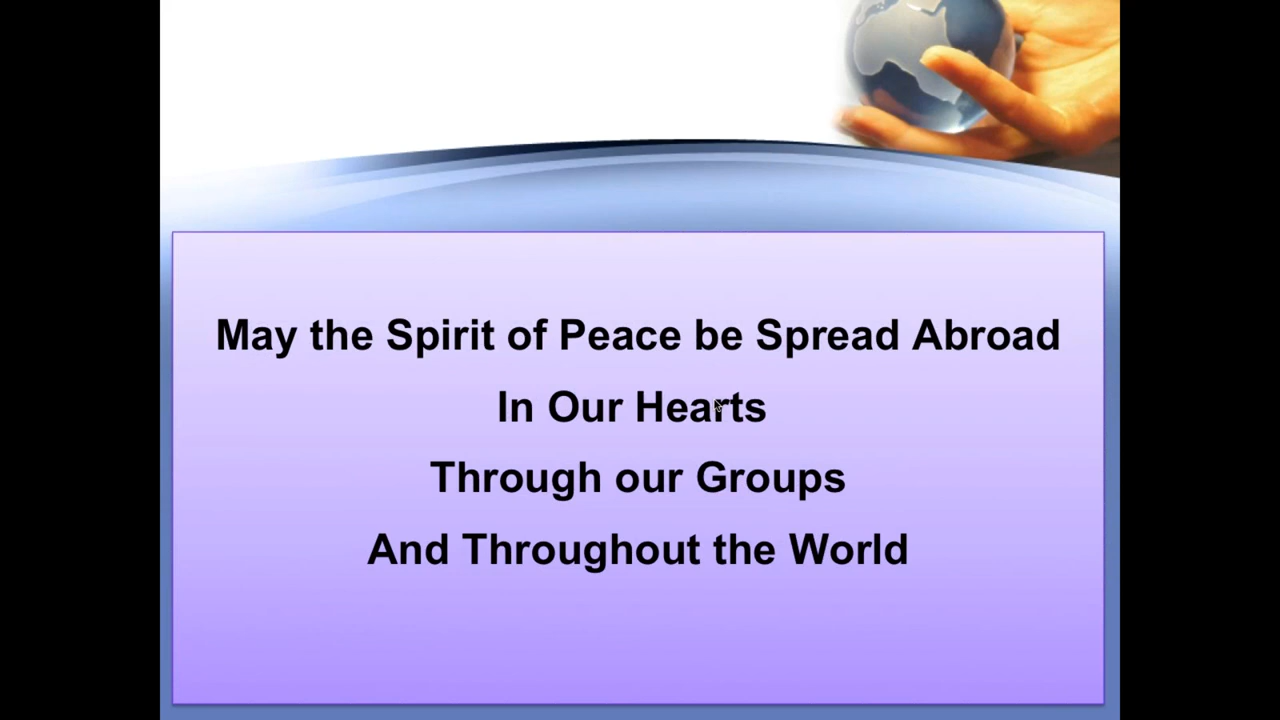 May the Spirit of Peace be Spread Abroad
In Our Hearts
Through our Groups
And Throughout the World